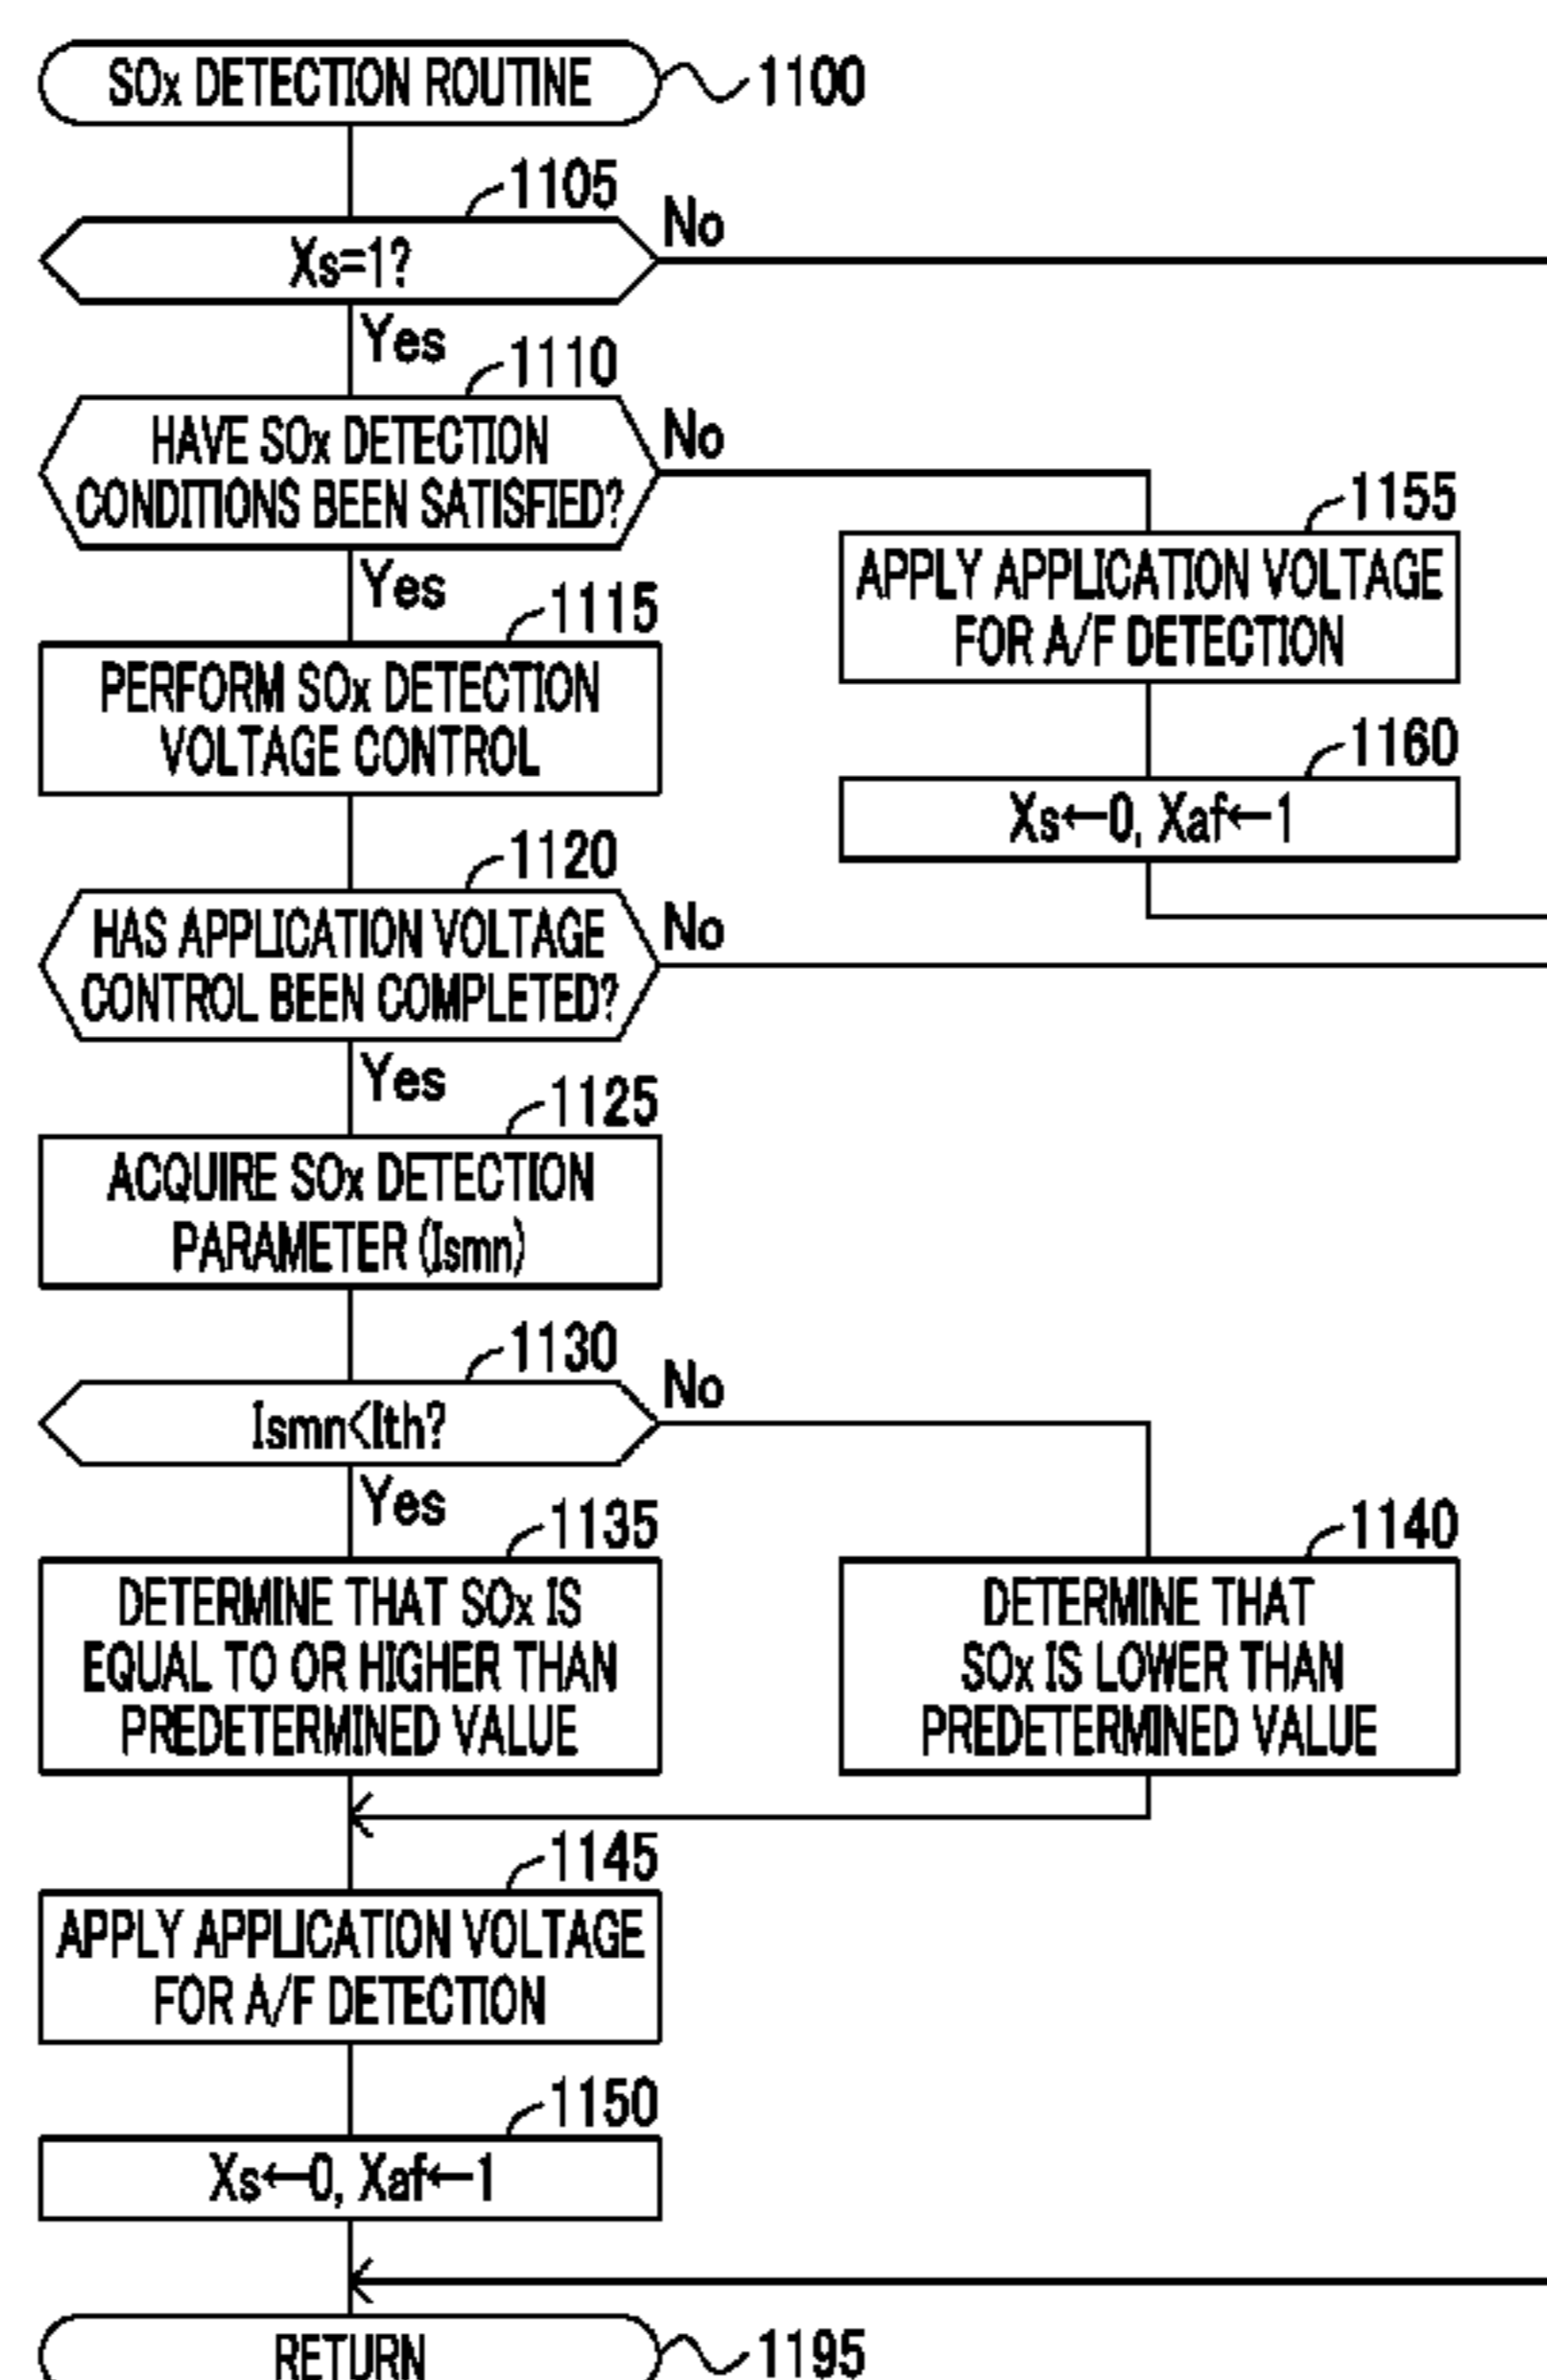 SOx DETECTION ROUTINE
1100
1105
Xs=1?
No
Yes
1110
HAVE SOx DETECTION
CONDITIONS BEEN SATISFIED?
No
Yes
1155
APPLY APPLICATION VOLTAGE
FOR A/F DETECTION
1115
PERFORM SOx DETECTION
VOLTAGE CONTROL
1160
Xs←0, Xaf←1
1120
HAS APPLICATION VOLTAGE
CONTROL BEEN COMPLETED?
No
Yes
1125
ACQUIRE SOx DETECTION
PARAMETER (Ismn)
1130
Ismn<Ith?
No
Yes
1135
DETERMINE THAT SOx IS
EQUAL TO OR HIGHER THAN
PREDETERMINED VALUE
1140
DETERMINE THAT
SOx IS LOWER THAN
PREDETERMINED VALUE
1145
APPLY APPLICATION VOLTAGE
FOR A/F DETECTION
1150
Xs←0, Xaf←1
RETURN
1195